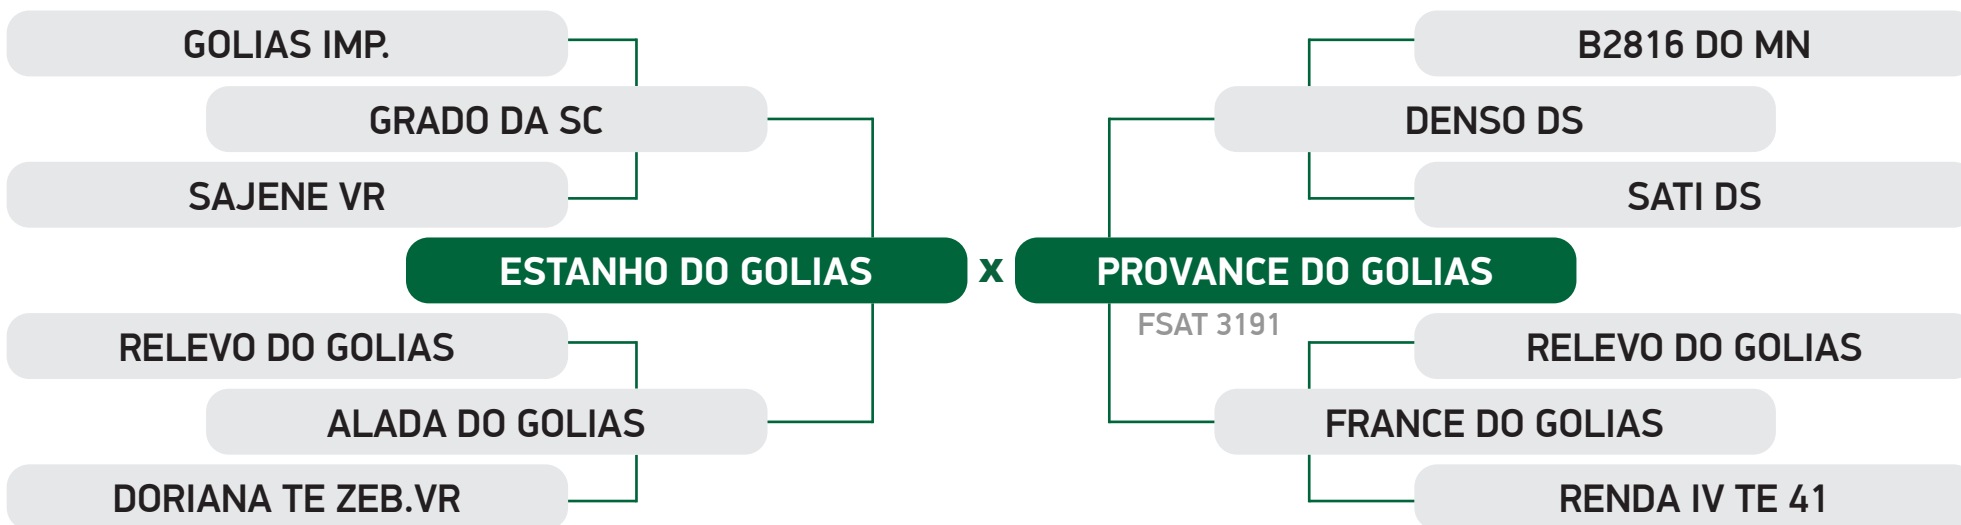 GOLIAS IMP.
B2816 DO MN
GRADO DA SC
DENSO DS
SAJENE VR
SATI DS
ESTANHO DO GOLIAS x PROVANCE DO GOLIAS
FSAT 3191
RELEVO DO GOLIAS
RELEVO DO GOLIAS
ALADA DO GOLIAS
FRANCE DO GOLIAS
DORIANA TE ZEB.VR
RENDA IV TE 41